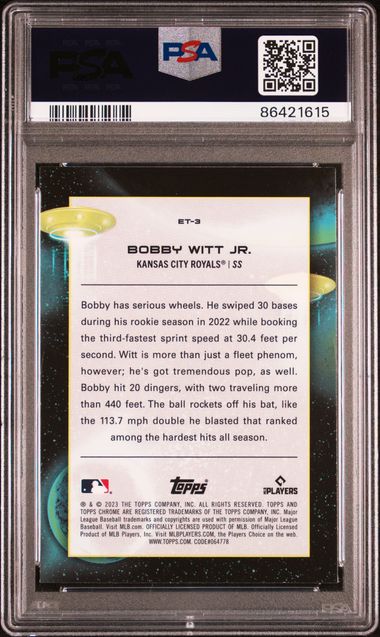 PSA
PSA
86421615
ET-3
BOBBY WITT JR.
KANSAS CITY ROYALS® | SS
Bobby has serious wheels. He swiped 30 bases
during his rookie season in 2022 while booking
the third-fastest sprint speed at 30.4 feet per
second. Witt is more than just a fleet phenom,
however; he's got tremendous pop, as well.
Bobby hit 20 dingers, with two traveling more
than 440 feet. The ball rockets off his bat, like
the 113.7 mph double he blasted that ranked
among the hardest hits all season.
Topps
PLAYERS
® & © 2023 THE TOPPS COMPANY, INC. ALL RIGHTS RESERVED. TOPPS AND
TOPPS CHROME ARE REGISTERED TRADEMARKS OF THE TOPPS COMPANY, INC. Major
League Baseball trademarks and copyrights are used with permission of Major League
Baseball. Visit MLB.com. OFFICIALLY LICENSED PRODUCT OF MLB. Officially Licensed
Product of MLB Players, Inc. Visit MLBPLAYERS.com, the Players Choice on the web.
WWW.TOPPS.COM. CODE#064778